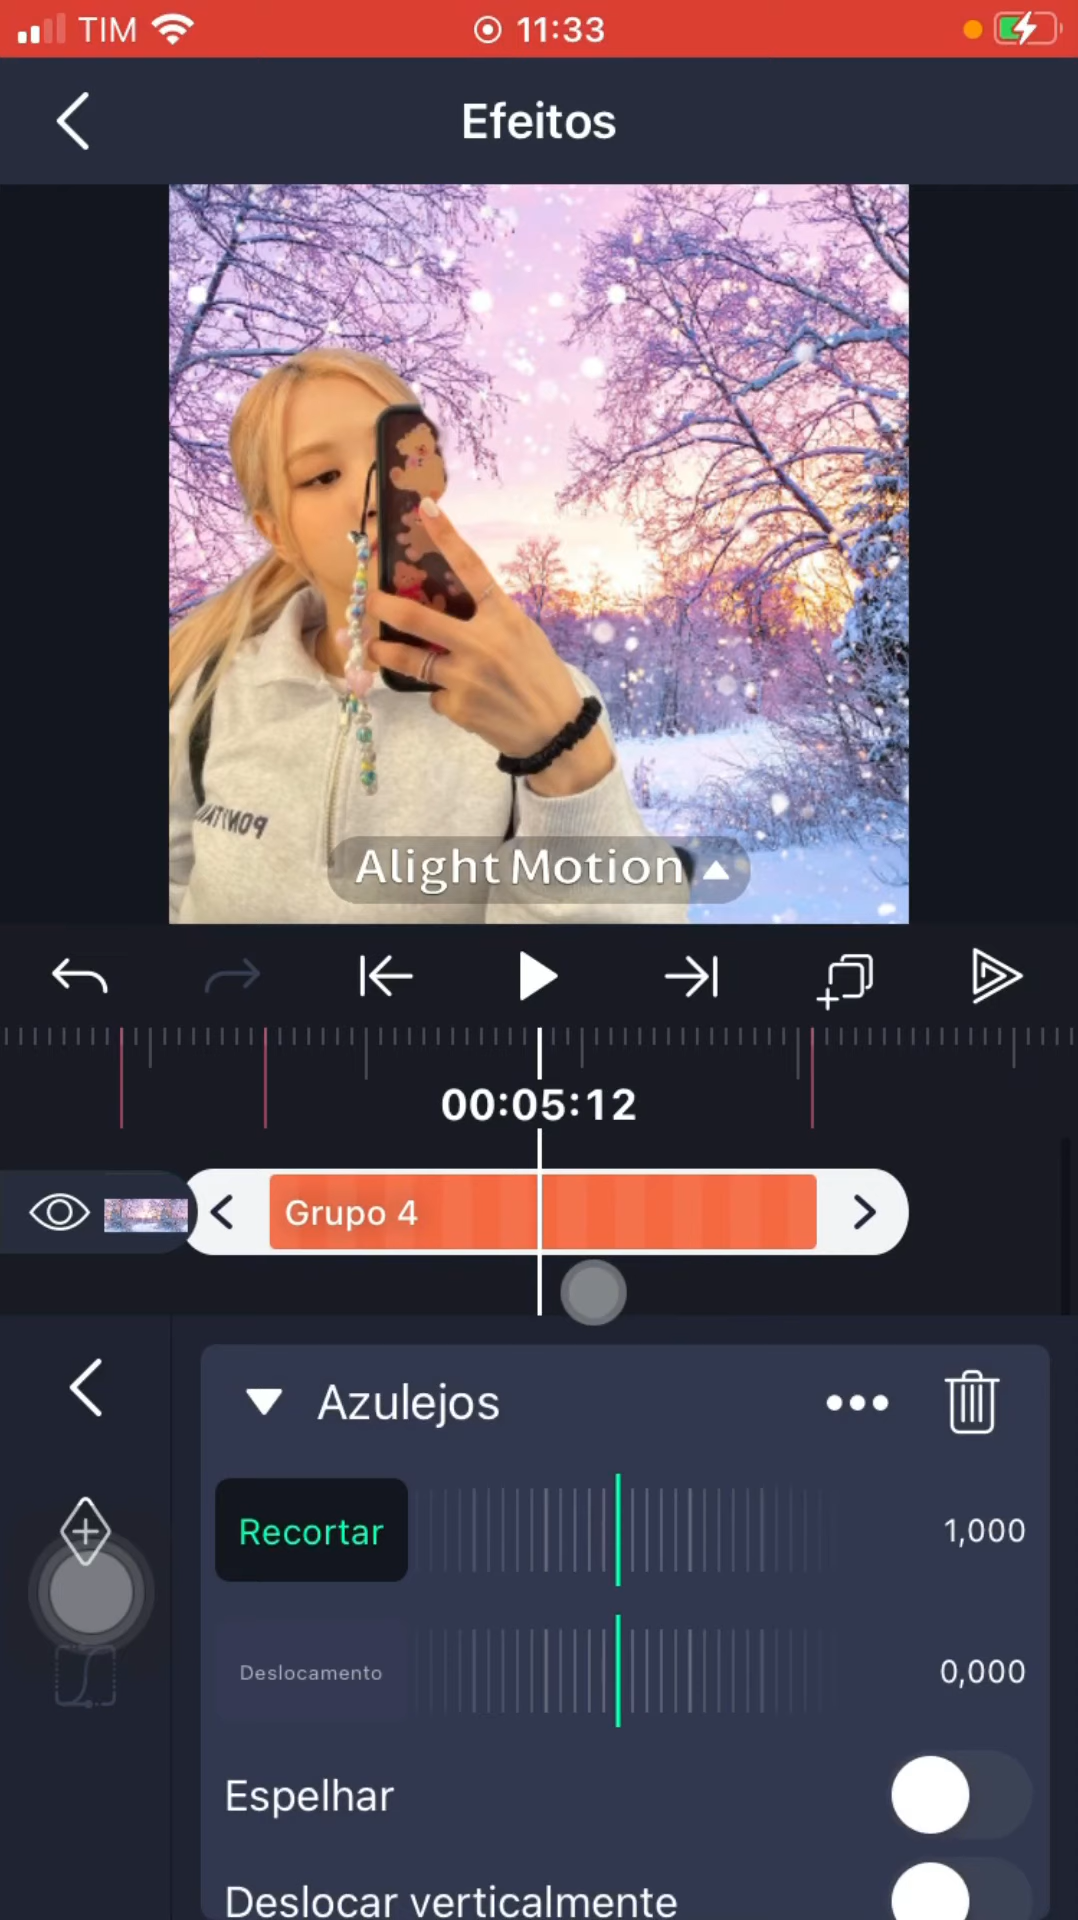 TIM 11:33
Efeitos
Alight Motion
00:05:12
Grupo 4
Azulejos
Recortar 1,000
Deslocamento 0,000
Espelhar
Deslocar verticalmente